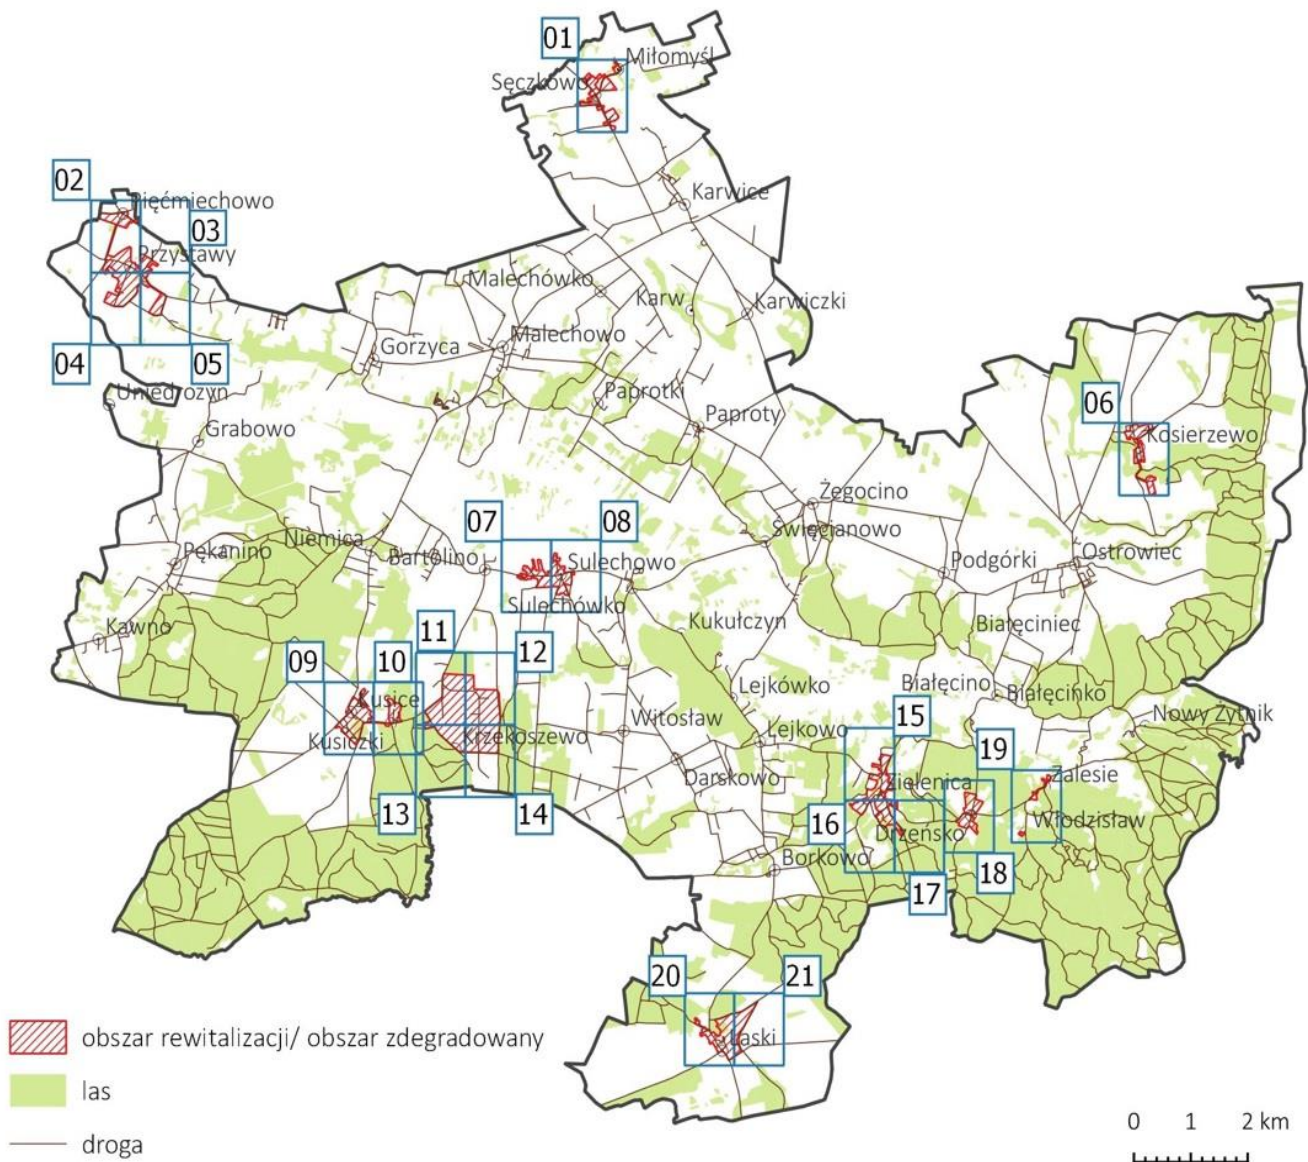 01
Miłomyśl
Sęczkowo
02
Pięćmiechowo
Karwice
03
Przystawy
Malechówko
Karw
Karwiczki
Malechowo
Gorzyca
04
05
Uniedrożyn
Paprotki
Paproty
06
Kosierzewo
Grabowo
Żegocino
Święcianowo
07
08
Niemica
Bartolino
Sulechowo
Pękanino
Podgórki
Ostrowiec
Sulechówko
Kawno
Kukułczyn
Białęciniec
11
09
10
12
Kusice
Lejkówko
Białęcino
Białęcinko
15
Nowy Żytnik
Kusiczki
Krzekoszewo
Witosław
Lejkowo
19
Darskowo
Zielenica
Zalesie
13
14
16
Drzeńsko
Włodzisław
Borkowo
17
18
20
21
Laski
obszar rewitalizacji/ obszar zdegradowany
las
droga
0 1 2 km